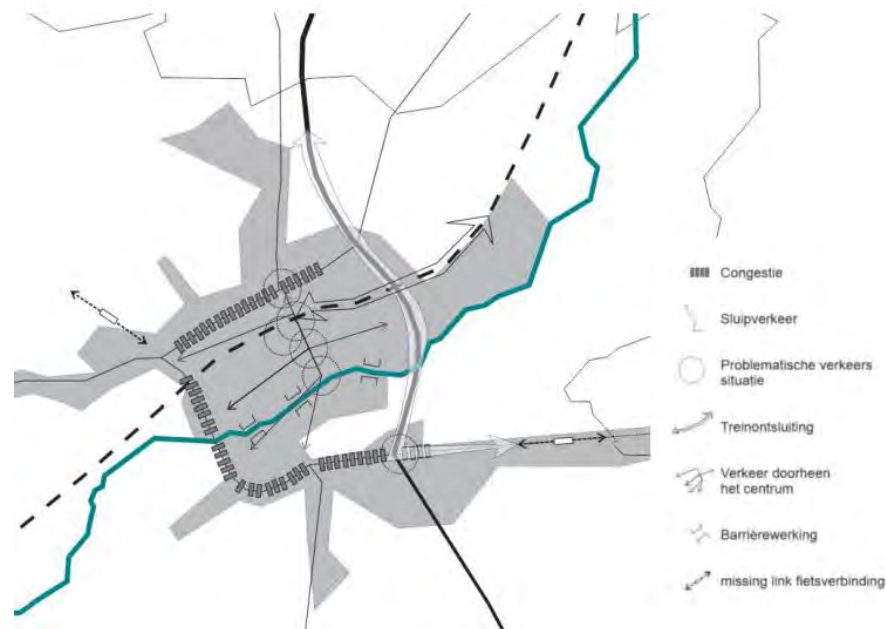 Congestie
Sluipverkeer
Problematische verkeers
situatie
Treinontsluiting
Verkeer doorheen
het centrum
Barrièrewerking
missing link fietsverbinding